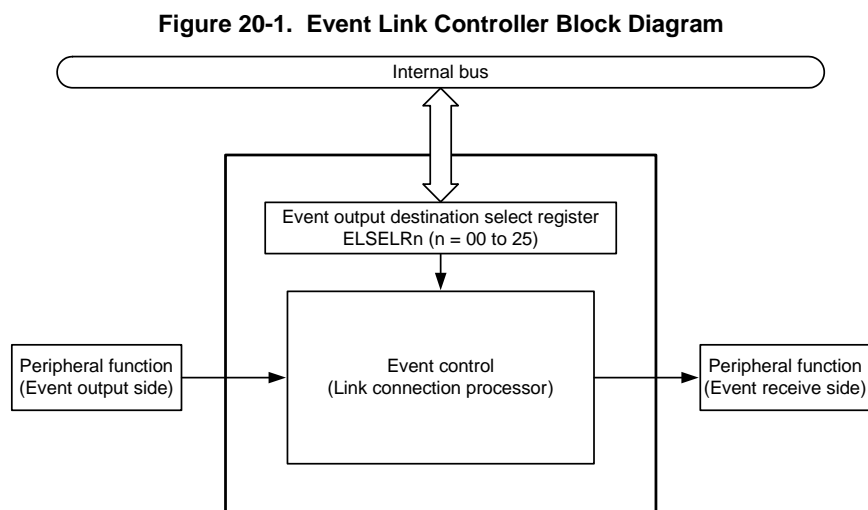 Figure 20-1. Event Link Controller Block Diagram
Internal bus
Event output destination select register
ELSELRn (n = 00 to 25)
Peripheral function
(Event output side)
Event control
(Link connection processor)
Peripheral function
(Event receive side)